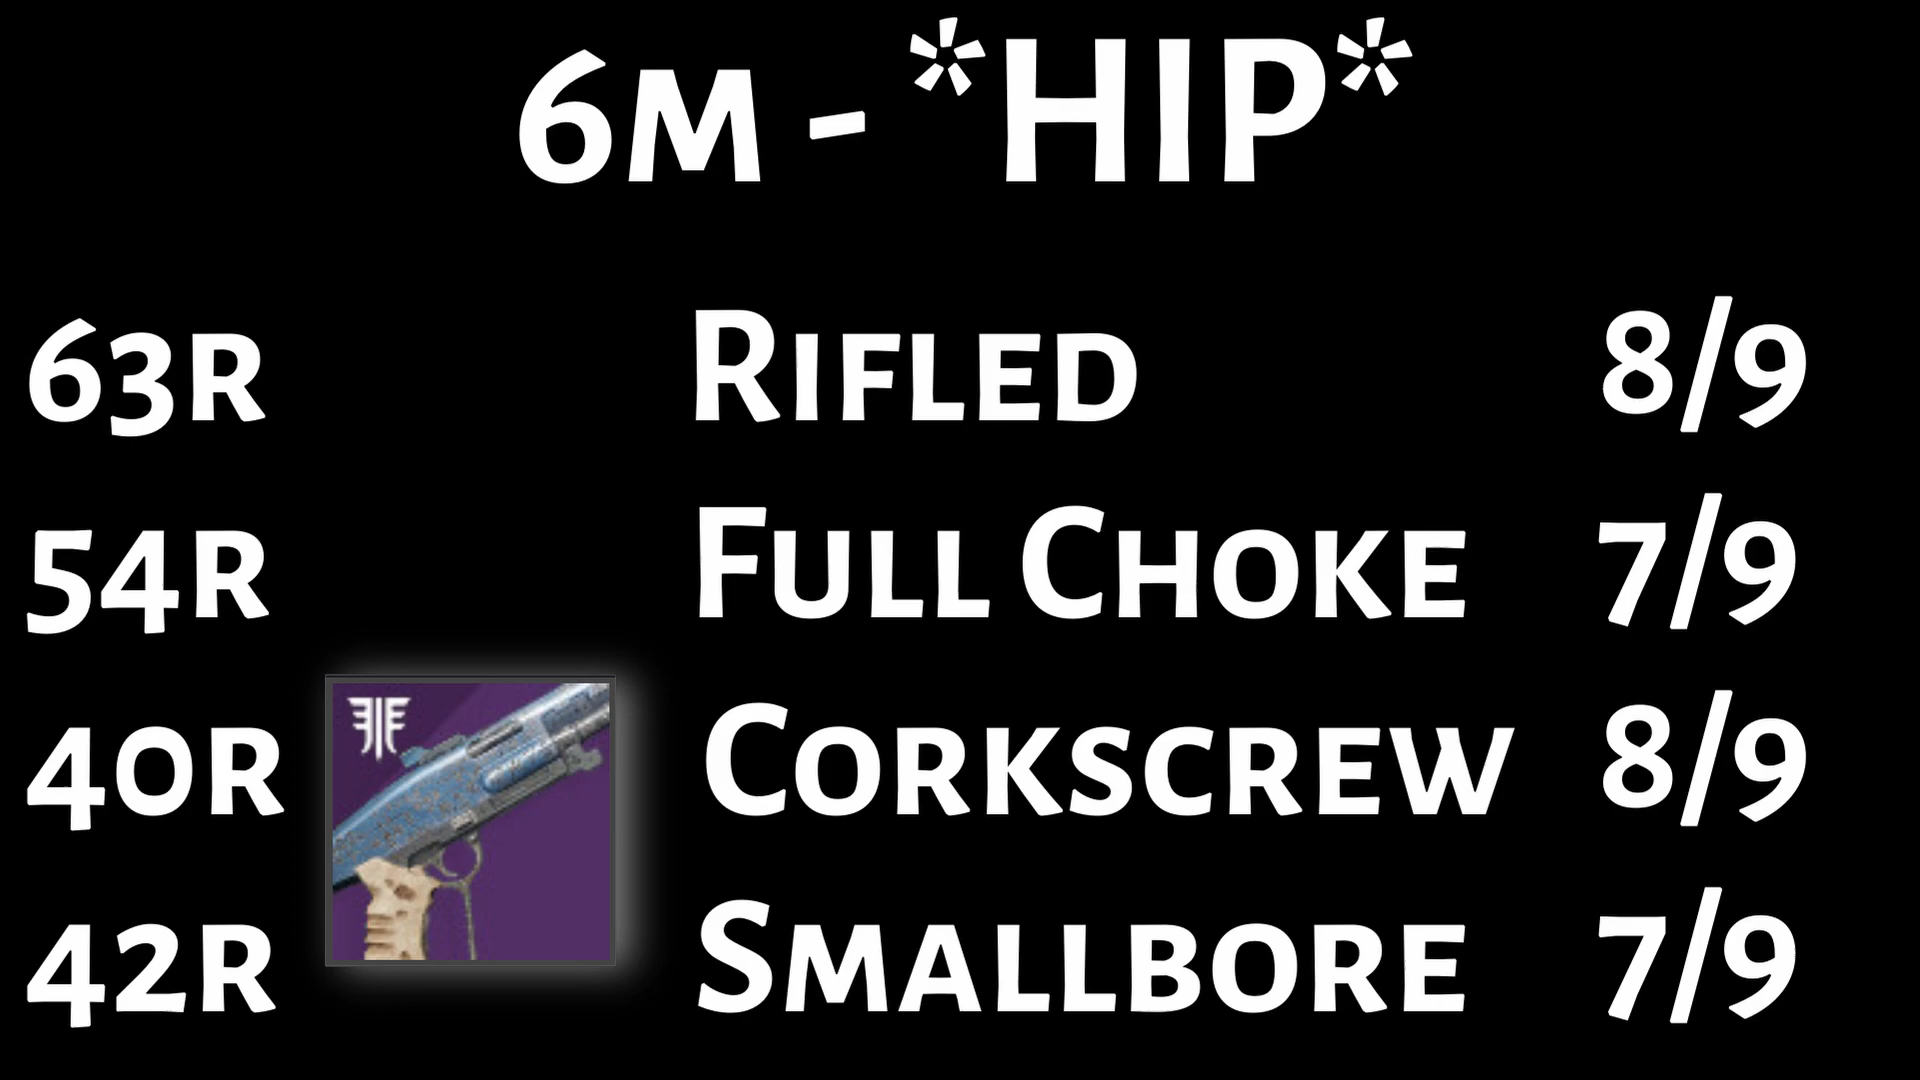 6M - *HIP*
63R Rifled 8/9
54R Full Choke 7/9
40R Corkscrew 8/9
42R Smallbore 7/9